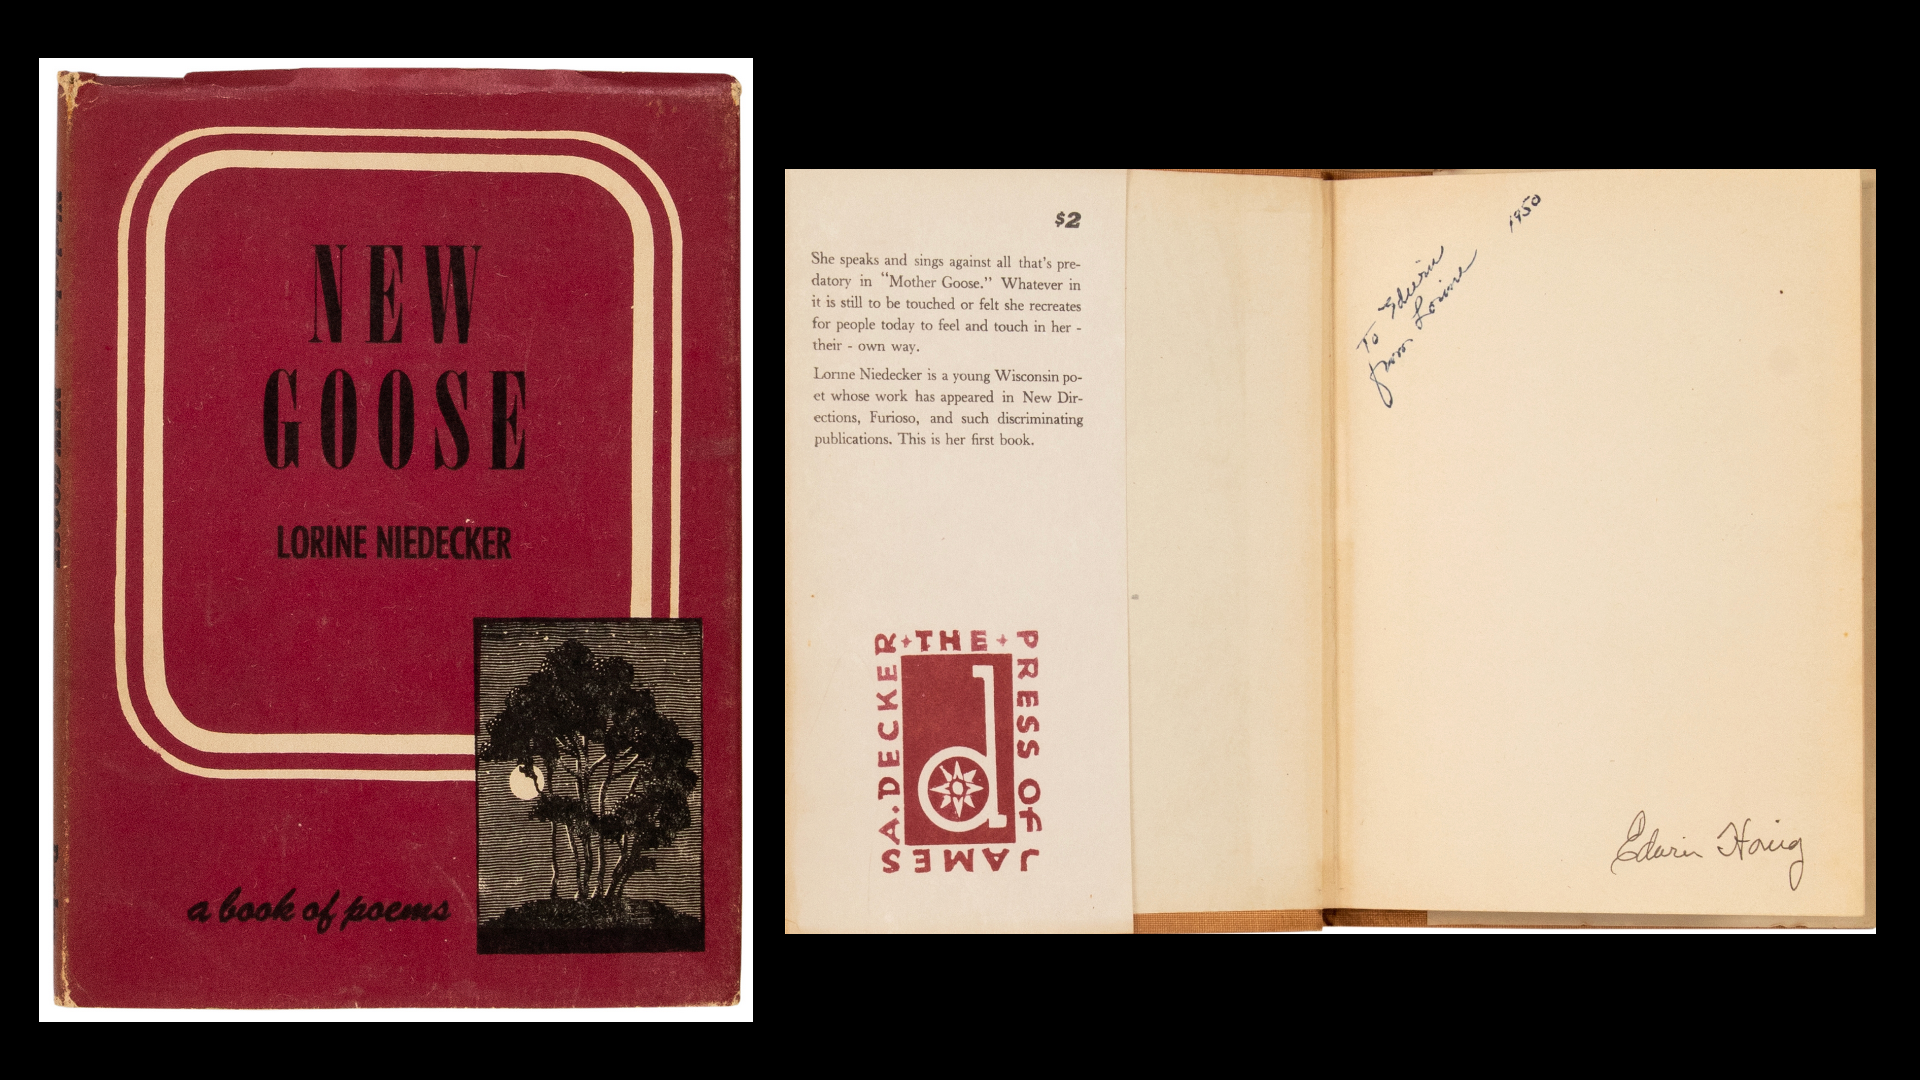 NEW
GOOSE
LORINE NIEDECKER
a book of poems
$2
She speaks and sings against all that's pre-
datory in "Mother Goose." Whatever in
it is still to be touched or felt she recreates
for people today to feel and touch in her -
their - own way.
Lorine Niedecker is a young Wisconsin po-
et whose work has appeared in New Dir-
ections, Furioso, and such discriminating
publications. This is her first book.
THE PRESS OF JAMES A. DECKER
d
1950
To Edwin
from Lorine
Edwin Honig